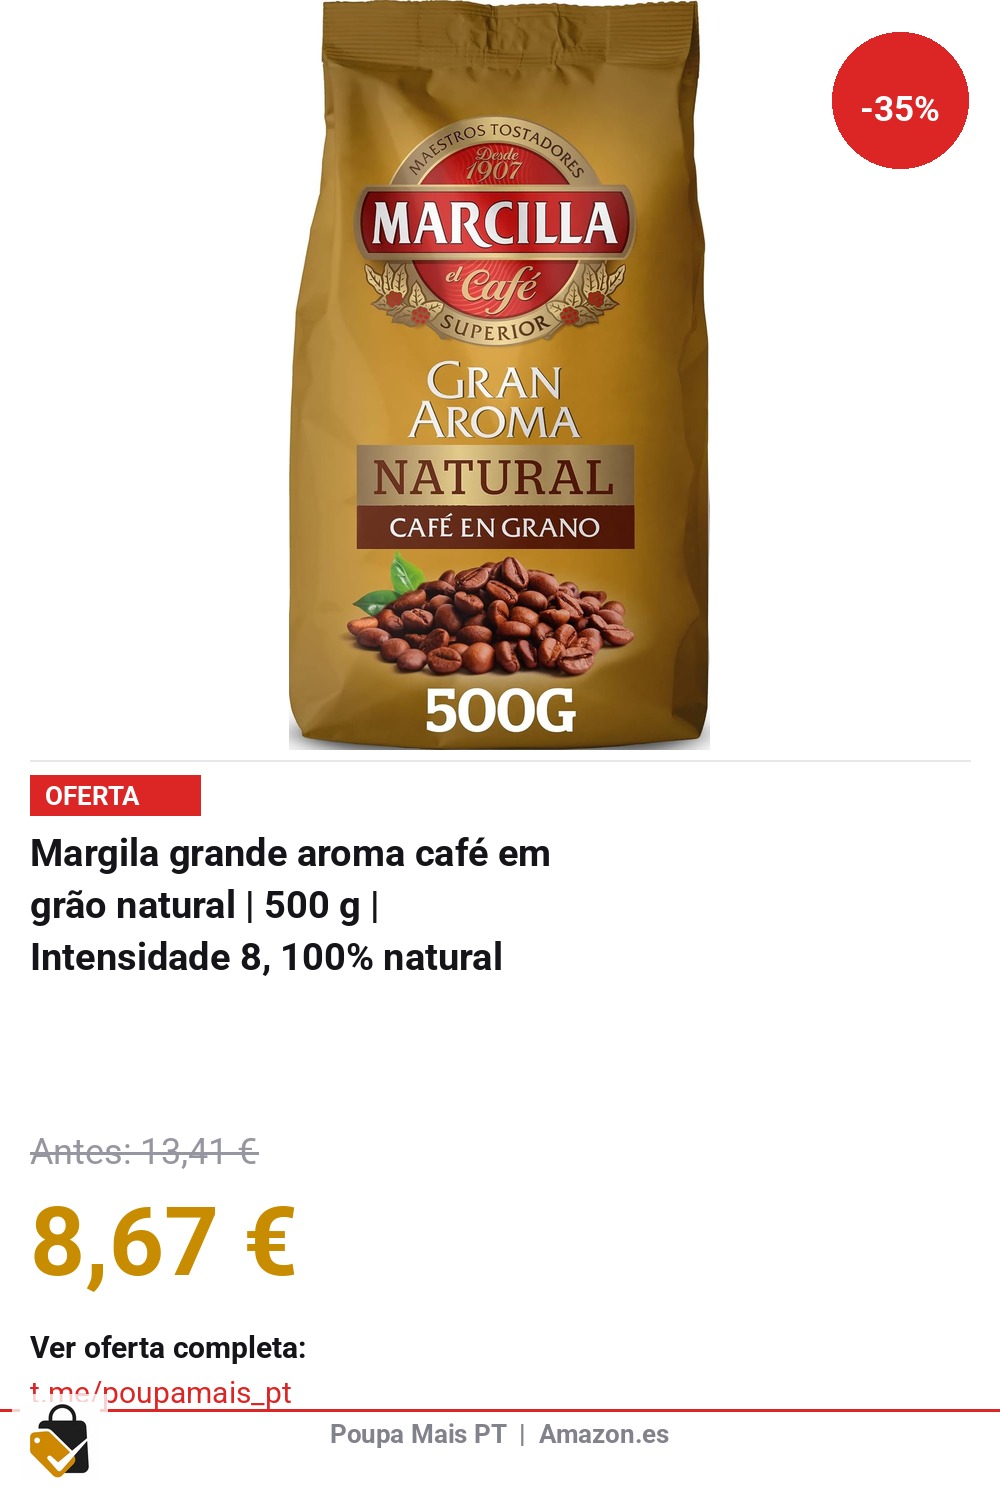 -35%
MAESTROS TOSTADORES
Desde
1907
MARCILLA
el Café
SUPERIOR
GRAN
AROMA
NATURAL
CAFÉ EN GRANO
500G
OFERTA
Margila grande aroma café em
grão natural | 500 g |
Intensidade 8, 100% natural
Antes: 13,41 €
8,67 €
Ver oferta completa:
t.me/poupamais_pt
Poupa Mais PT | Amazon.es